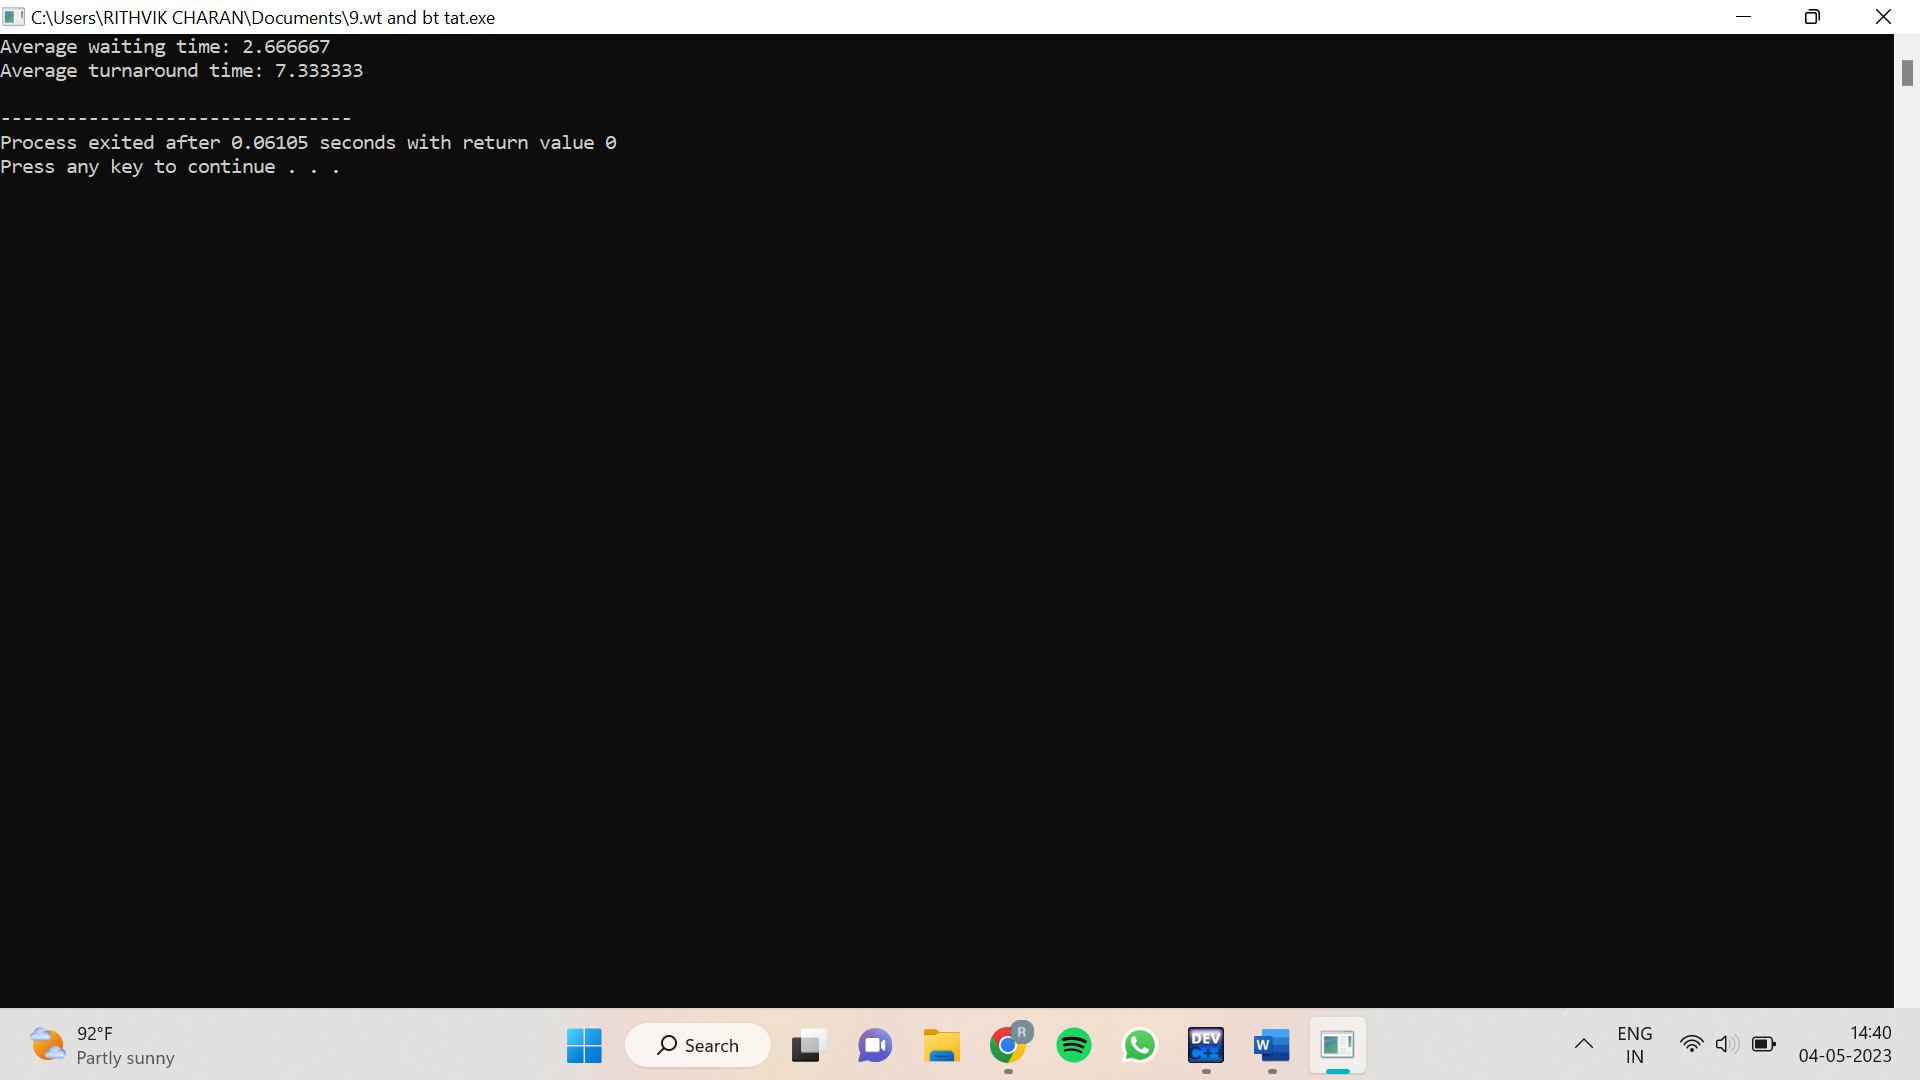 C:\Users\RITHVIK CHARAN\Documents\9.wt and bt tat.exe
Average waiting time: 2.666667
Average turnaround time: 7.333333
--------------------------------
Process exited after 0.06105 seconds with return value 0
Press any key to continue . . .
92°F
Partly sunny
Search
R
DEV
C++
W
ENG
IN
14:40
04-05-2023